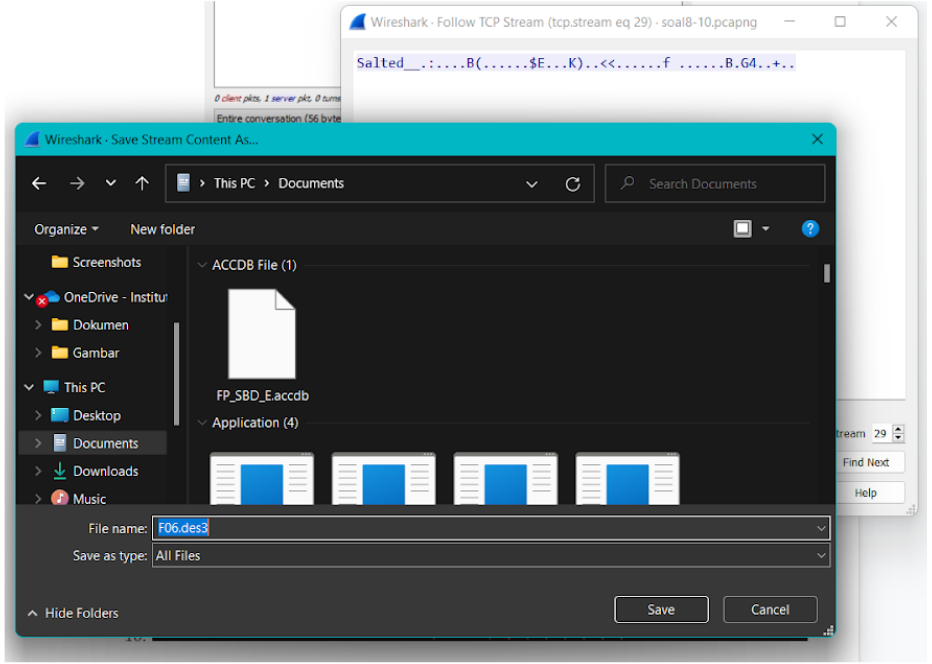 Wireshark · Follow TCP Stream (tcp.stream eq 29) · soal8-10.pcapng
Salted__.:....B(......$E...K)..<<......f ......B.G4..+..
0 client pkts, 1 server pkt, 0 turns
Entire conversation (56 byte
Wireshark · Save Stream Content As...
This PC
Documents
Search Documents
Organize
New folder
Screenshots
ACCDB File (1)
OneDrive - Institut
Dokumen
Gambar
FP_SBD_E.accdb
This PC
Application (4)
Desktop
Documents
Downloads
Music
tream 29
Find Next
Help
File name: F06.des3
Save as type: All Files
Hide Folders
Save
Cancel